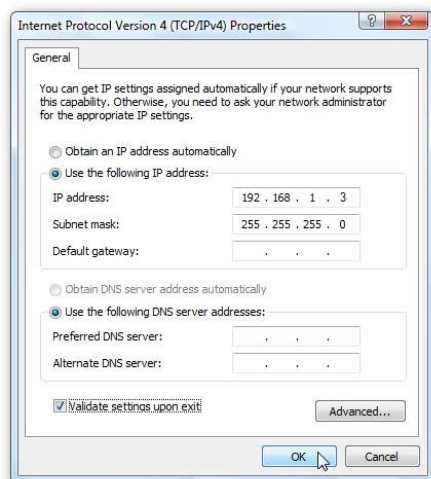 Internet Protocol Version 4 (TCP/IPv4) Properties
General
You can get IP settings assigned automatically if your network supports
this capability. Otherwise, you need to ask your network administrator
for the appropriate IP settings.
Obtain an IP address automatically
Use the following IP address:
IP address: 192 . 168 . 1 . 3
Subnet mask: 255 . 255 . 255 . 0
Default gateway: . . .
Obtain DNS server address automatically
Use the following DNS server addresses:
Preferred DNS server: . . .
Alternate DNS server: . . .
Validate settings upon exit
Advanced...
OK Cancel